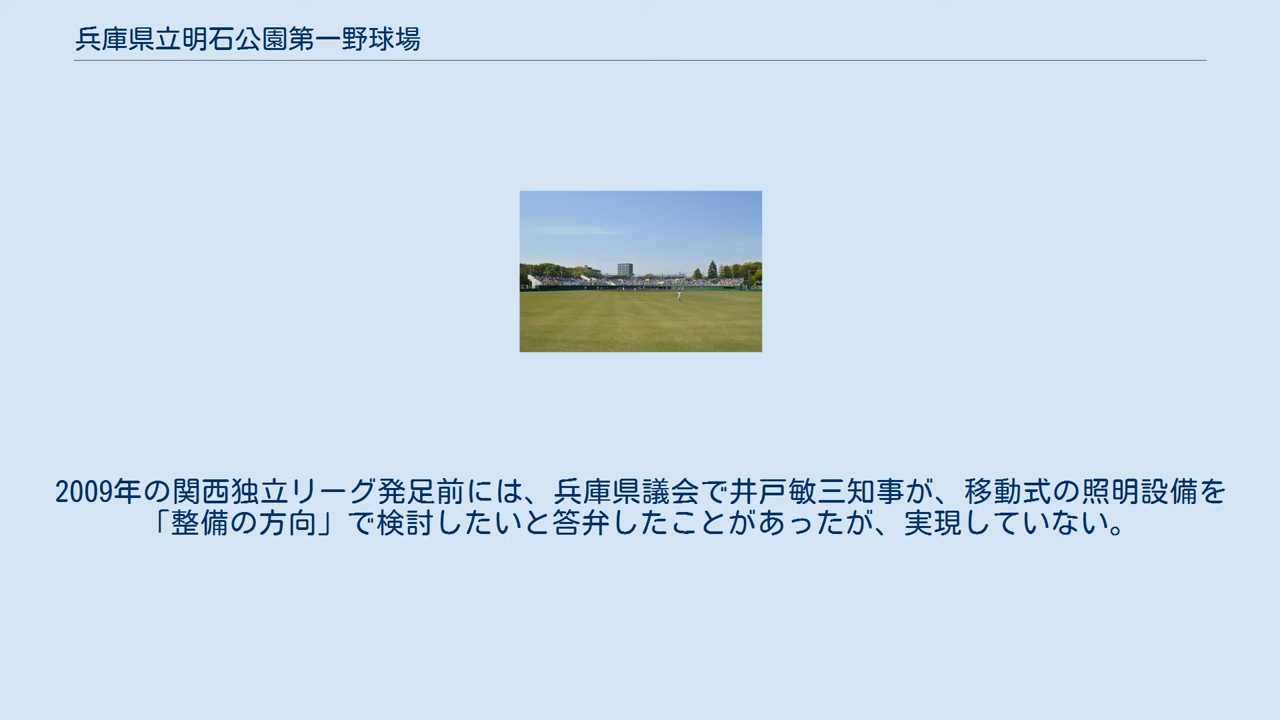 兵庫県立明石公園第一野球場
2009年の関西独立リーグ発足前には、兵庫県議会で井戸敏三知事が、移動式の照明設備を
「整備の方向」で検討したいと答弁したことがあったが、実現していない。